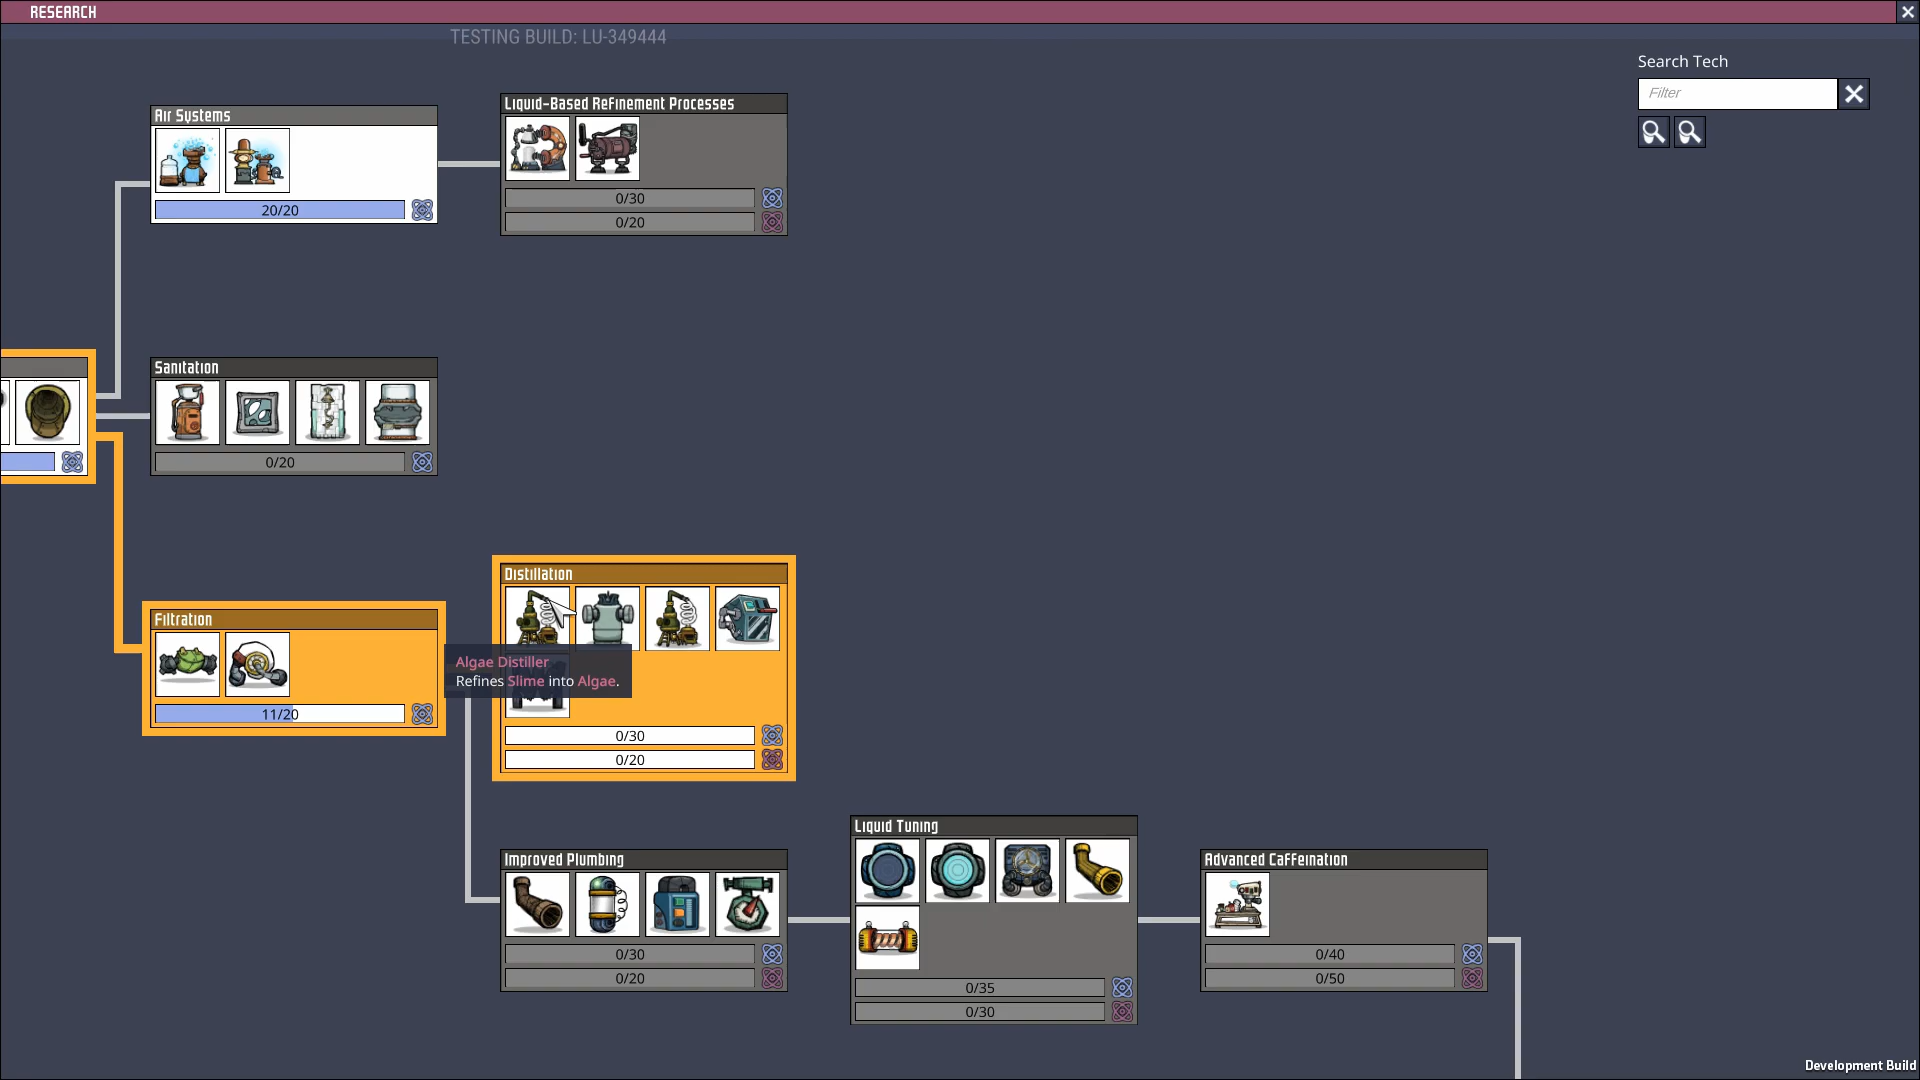 RESEARCH
TESTING BUILD: LU-349444
Search Tech
Filter
Air Systems
20/20
Liquid-Based Refinement Processes
0/30
0/20
Sanitation
0/20
Filtration
11/20
Distillation
Algae Distiller
Refines Slime into Algae.
0/30
0/20
Improved Plumbing
0/30
0/20
Liquid Tuning
0/35
0/30
Advanced Caffeination
0/40
0/50
Development Build